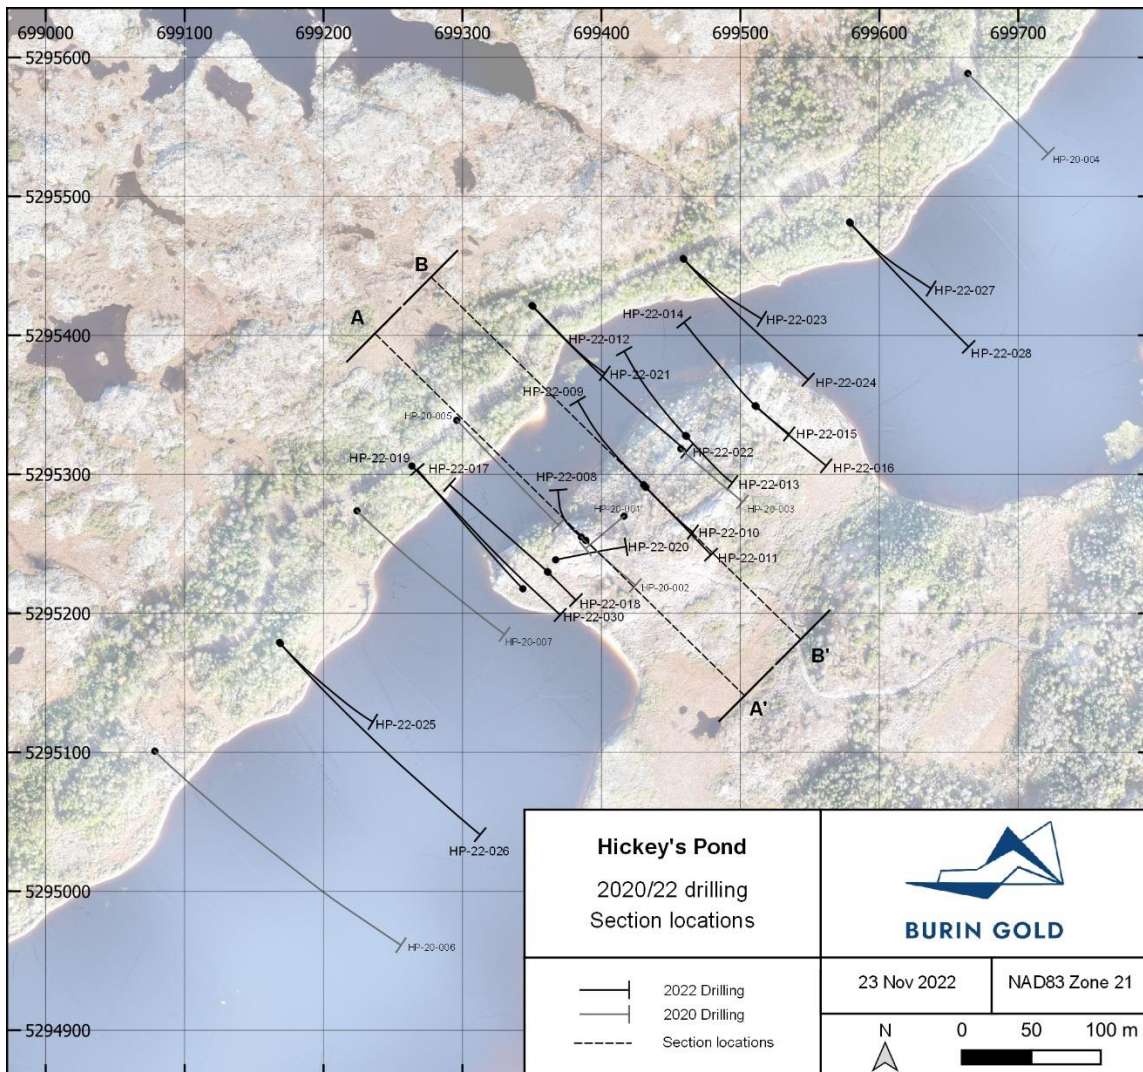 699000 699100 699200 699300 699400 699500 699600 699700
5295600
HP-20-004
5295500
B
A
HP-22-027
HP-22-014
HP-22-023
5295400
HP-22-028
HP-22-012
HP-22-021
HP-22-024
HP-22-009
HP-20-005
HP-22-015
HP-22-022
HP-22-019
HP-22-017
HP-22-016
5295300
HP-22-008
HP-22-013
HP-20-003
HP-20-001
HP-22-010
HP-22-020
HP-22-011
HP-20-002
HP-22-018
5295200
HP-22-030
HP-20-007
B'
A'
HP-22-025
5295100
HP-22-026
5295000
HP-20-006
5294900
Hickey's Pond
2020/22 drilling
Section locations
2022 Drilling
2020 Drilling
Section locations
BURIN GOLD
23 Nov 2022
NAD83 Zone 21
N
0 50 100 m